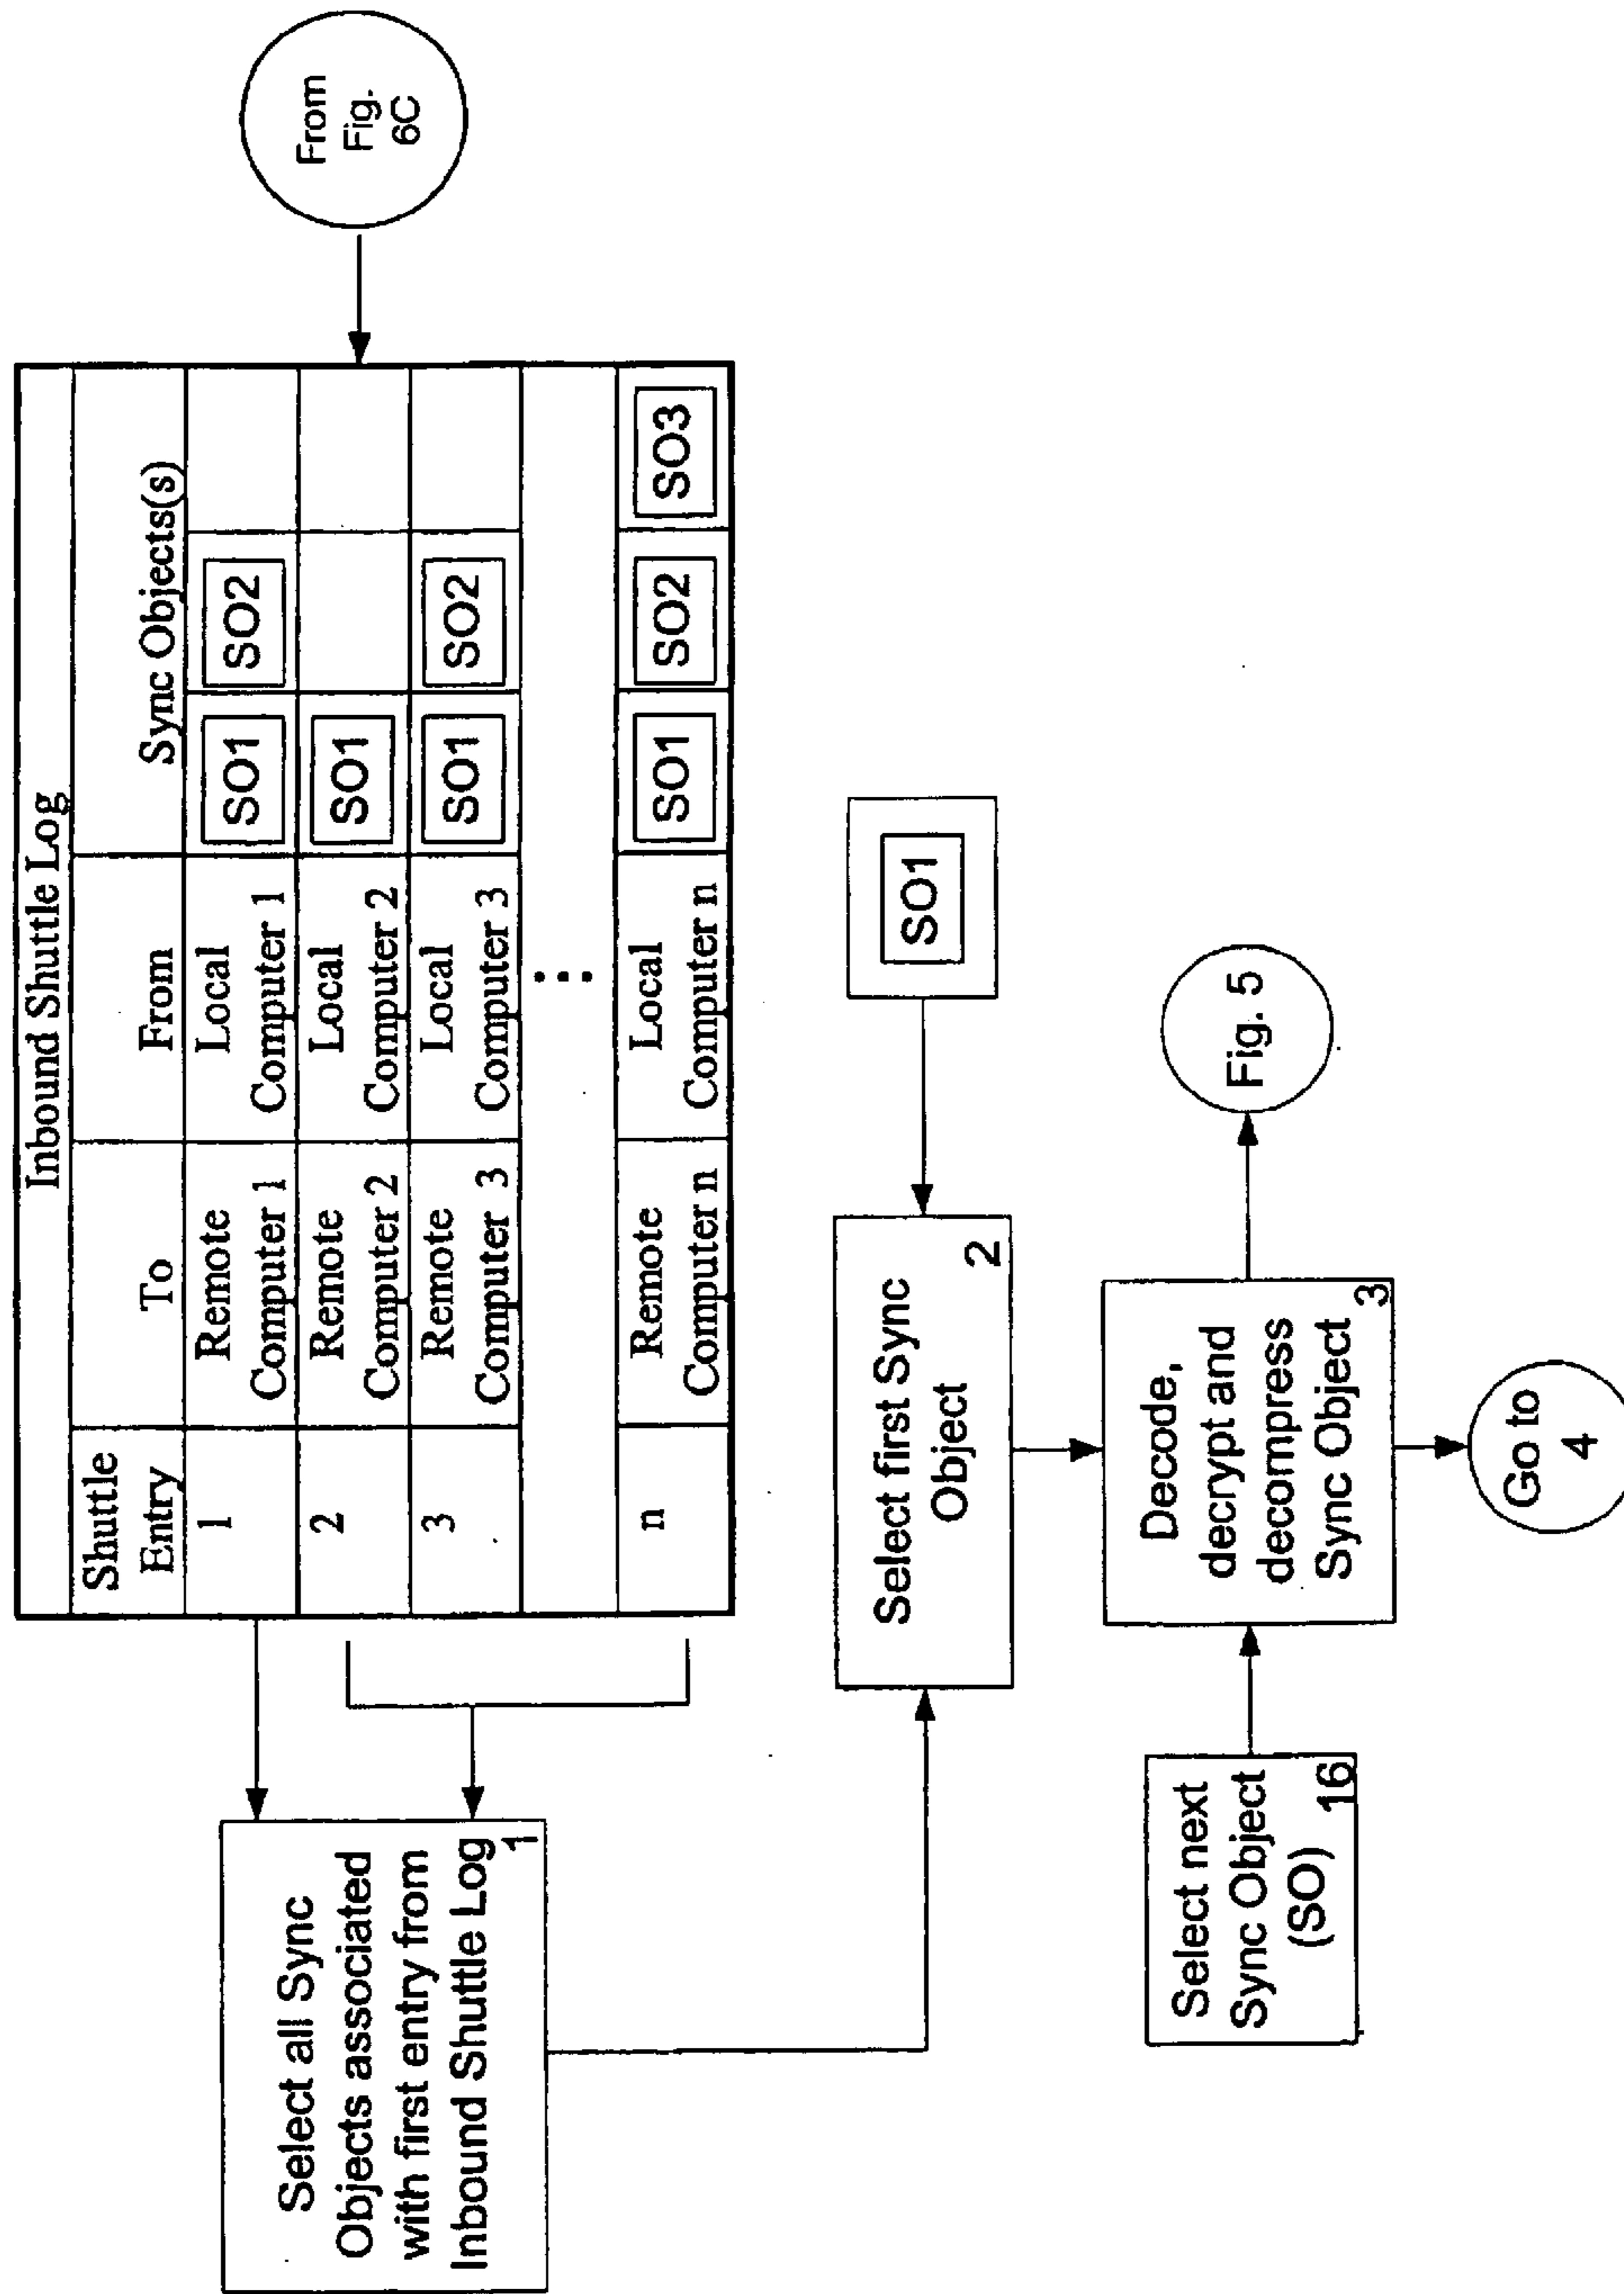 From
Fig.
6C
Inbound Shuttle Log
Shuttle
Entry
To
From
Sync Objects(s)
1
Remote
Computer 1
Local
Computer 1
SO1
SO2
2
Remote
Computer 2
Local
Computer 2
SO1
3
Remote
Computer 3
Local
Computer 3
SO1
SO2
⋮
n
Remote
Computer n
Local
Computer n
SO1
SO2
SO3
Select all Sync
Objects associated
with first entry from
Inbound Shuttle Log
1
SO1
Select first Sync
Object
2
Select next
Sync Object
(SO)
16
Decode,
decrypt and
decompress
Sync Object
3
Fig. 5
Go to
4